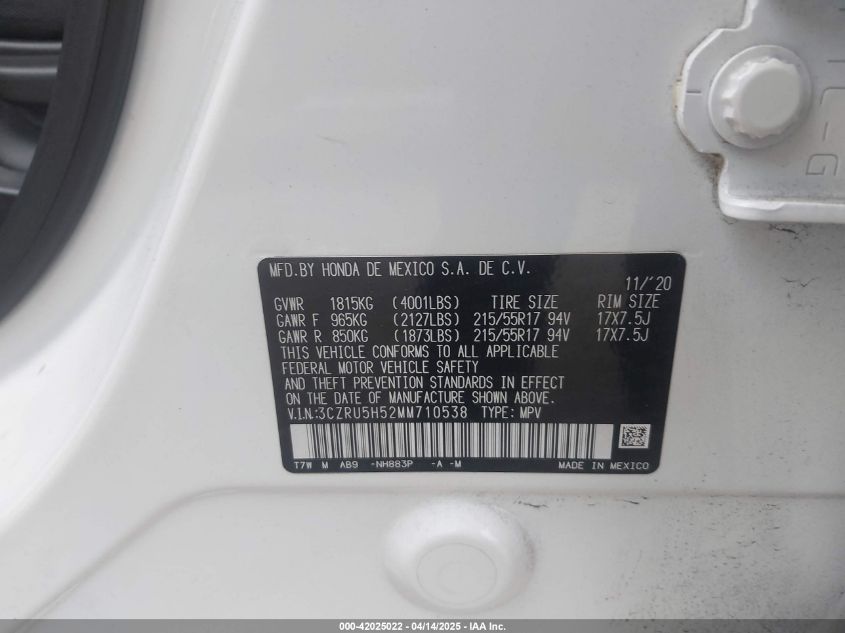 MFD.BY HONDA DE MEXICO S.A. DE C.V.
11/'20
GVWR 1815KG (4001LBS) TIRE SIZE RIM SIZE
GAWR F 965KG (2127LBS) 215/55R17 94V 17X7.5J
GAWR R 850KG (1873LBS) 215/55R17 94V 17X7.5J
THIS VEHICLE CONFORMS TO ALL APPLICABLE
FEDERAL MOTOR VEHICLE SAFETY
AND THEFT PREVENTION STANDARDS IN EFFECT
ON THE DATE OF MANUFACTURE SHOWN ABOVE.
V.I.N.:3CZRU5H52MM710538 TYPE: MPV
T7W M AB9 -NH883P -A -M MADE IN MEXICO
000-42025022 - 04/14/2025 - IAA Inc.